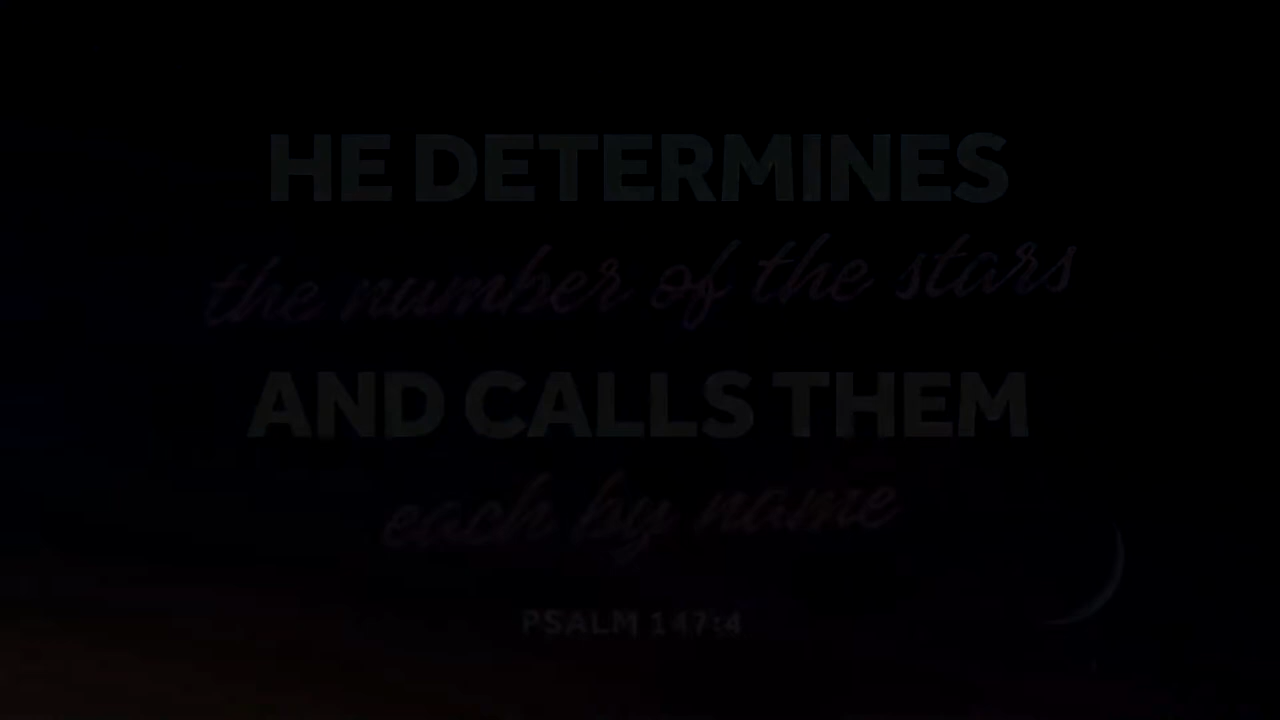 HE DETERMINES
the number of the stars
AND CALLS THEM
each by name
PSALM 147:4